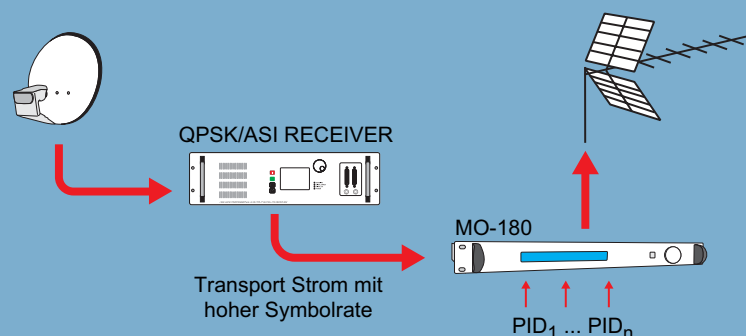 QPSK/ASI RECEIVER
MO-180
Transport Strom mit
hoher Symbolrate
PID1 ... PIDn